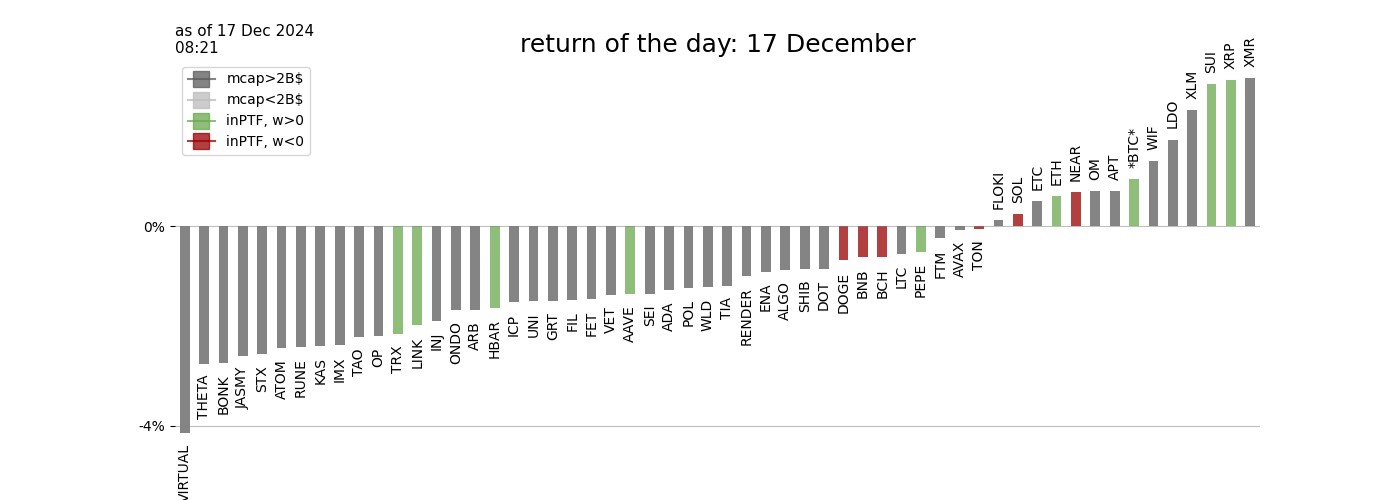 as of 17 Dec 2024
08:21
return of the day: 17 December
mcap>2B$
mcap<2B$
inPTF, w>0
inPTF, w<0
0%
-4%
VIRTUAL
THETA
BONK
JASMY
STX
ATOM
RUNE
KAS
IMX
TAO
OP
TRX
LINK
INJ
ONDO
ARB
HBAR
ICP
UNI
GRT
FIL
FET
VET
AAVE
SEI
ADA
POL
WLD
TIA
RENDER
ENA
ALGO
SHIB
DOT
DOGE
BNB
BCH
LTC
PEPE
FTM
AVAX
TON
FLOKI
SOL
ETC
ETH
NEAR
OM
APT
*BTC*
WIF
LDO
XLM
SUI
XRP
XMR